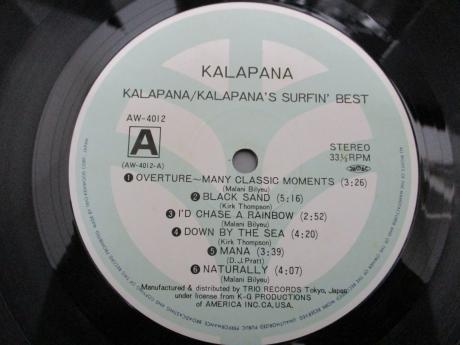 KALAPANA
KALAPANA/KALAPANA'S SURFIN' BEST
AW-4012
A
(AW-4012-A)
STEREO
33⅓RPM
❶ OVERTURE~MANY CLASSIC MOMENTS (3:26)
(Malani Bilyeu)
❷ BLACK SAND (5:16)
(Kirk Thompson)
❸ I'D CHASE A RAINBOW (2:52)
(Malani Bilyeu)
❹ DOWN BY THE SEA (4:20)
(Kirk Thompson)
❺ MANA (3:39)
(D.J.Pratt)
❻ NATURALLY (4:07)
(Malani Bilyeu)
Manufactured & distributed by TRIO RECORDS Tokyo, Japan,
under license from K-G PRODUCTIONS
of AMERICA INC.CA,USA.